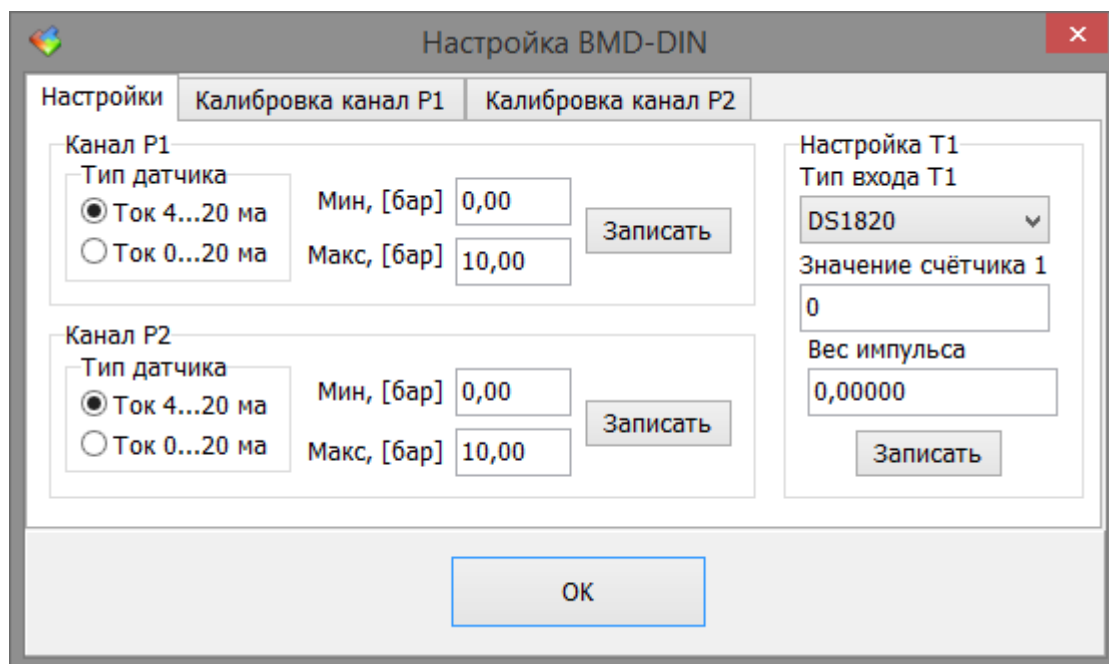 Настройка BMD-DIN
Настройки
Калибровка канал P1
Калибровка канал P2
Канал P1
Тип датчика
Ток 4...20 ма
Ток 0...20 ма
Мин, [бар]
0,00
Макс, [бар]
10,00
Записать
Канал P2
Тип датчика
Ток 4...20 ма
Ток 0...20 ма
Мин, [бар]
0,00
Макс, [бар]
10,00
Записать
Настройка T1
Тип входа T1
DS1820
Значение счётчика 1
0
Вес импульса
0,00000
Записать
ОК